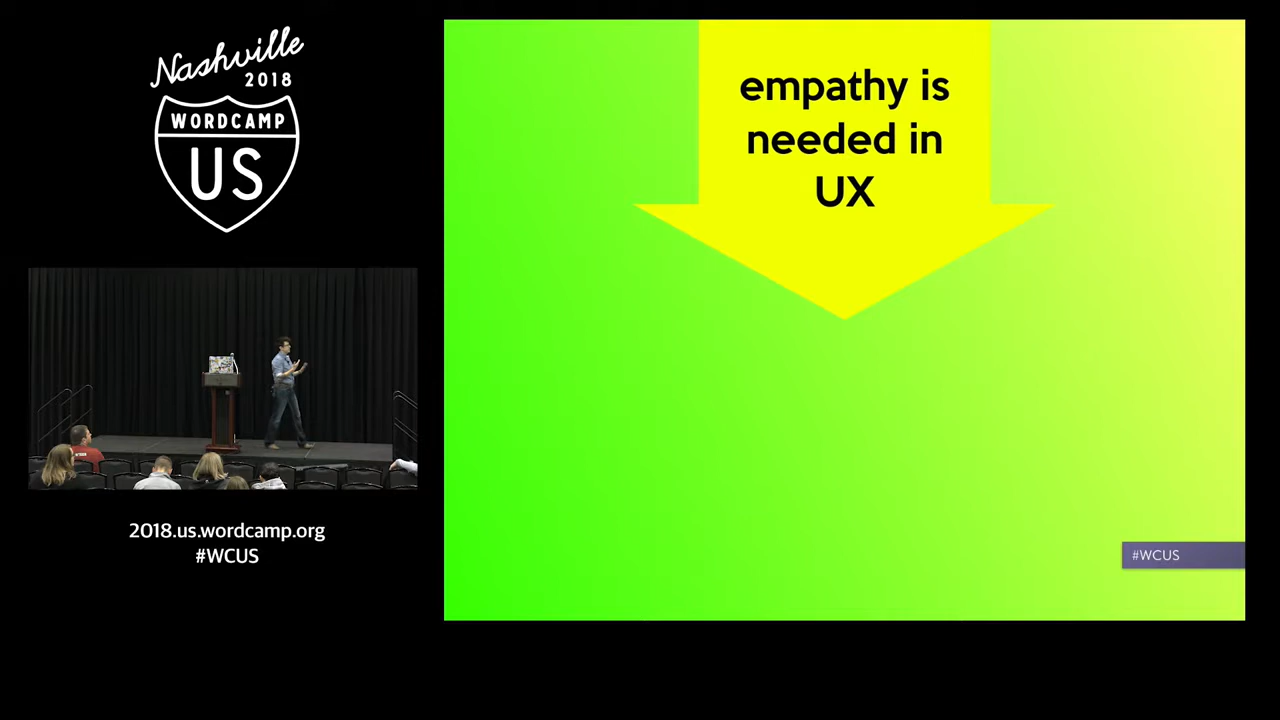 Nashville
2018
WORDCAMP
US
2018.us.wordcamp.org
#WCUS
empathy is
needed in
UX
#WCUS